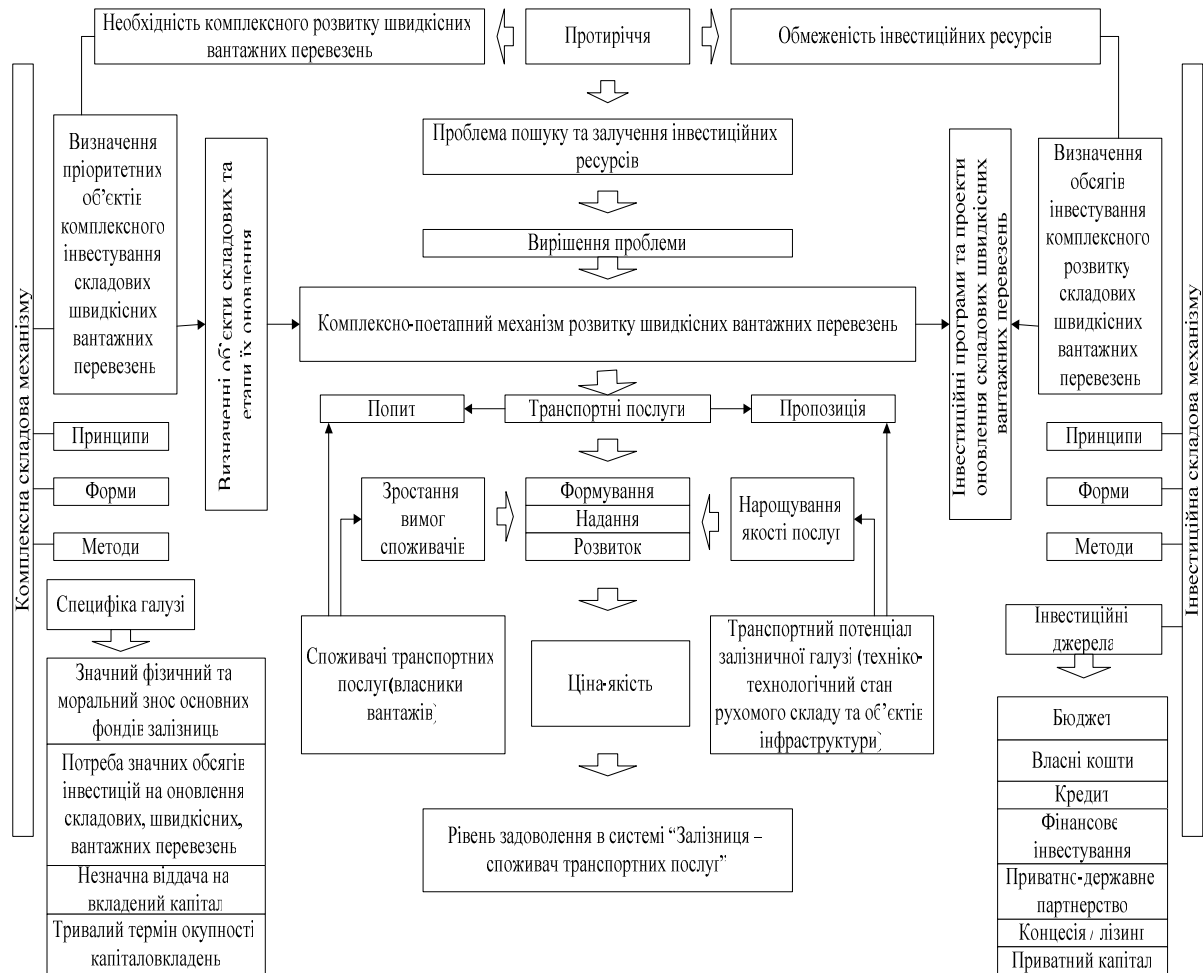 Необхідність комплексного розвитку швидкісних
вантажних перевезень
Протиріччя
Обмеженість інвестиційних ресурсів
Проблема пошуку та залучення інвестиційних
ресурсів
Вирішення проблеми
Комплексна складова механізму
Визначення
пріоритетних
об’єктів
комплексного
інвестування
складових
швидкісних
вантажних
перевезень
Визначенні об’єкти складових та
етапи їх оновлення
Комплексно-поетапний механізм розвитку швидкісних вантажних перевезень
Інвестиційні програми та проекти
оновлення складових швидкісних
вантажних перевезень
Визначення
обсягів
інвестування
комплексного
розвитку
складових
швидкісних
вантажних
перевезень
Інвестиційна складова механізму
Попит
Транспортні послуги
Пропозиція
Принципи
Форми
Методи
Зростання
вимог
споживачів
Формування
Надання
Розвиток
Нарощування
якості послуг
Принципи
Форми
Методи
Специфіка галузі
Значний фізичний та
моральний знос основних
фондів залізниць
Потреба значних обсягів
інвестицій на оновлення
складових, швидкісних,
вантажних перевезень
Незначна віддача на
вкладений капітал
Тривалий термін окупності
капіталовкладень
Споживачі транспортних
послуг(власники
вантажів)
Ціна-якість
Транспортний потенціал
залізничної галузі (техніко-
технологічний стан
рухомого складу та об’єктів
інфраструктури)
Рівень задоволення в системі “Залізниця –
споживач транспортних послуг”
Інвестиційні
джерела
Бюджет
Власні кошти
Кредит
Фінансове
інвестування
Приватно-державне
партнерство
Концесія / лізинг
Приватний капітал